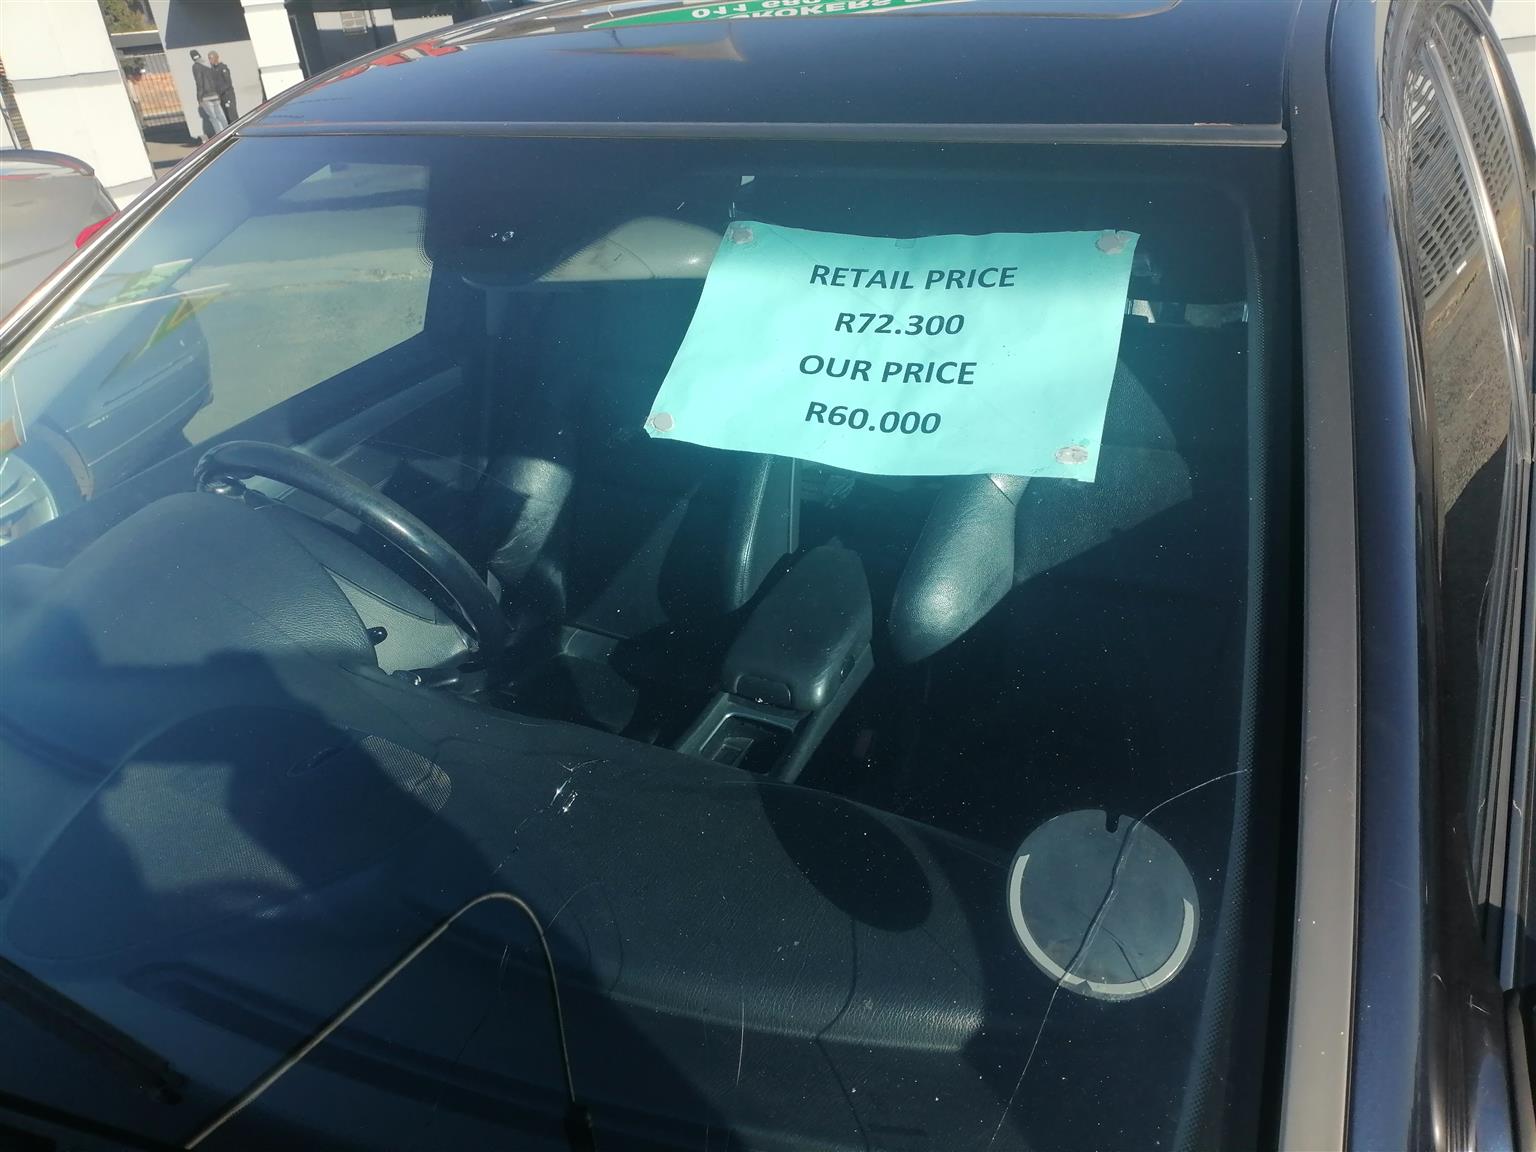 RETAIL PRICE
R72.300
OUR PRICE
R60.000